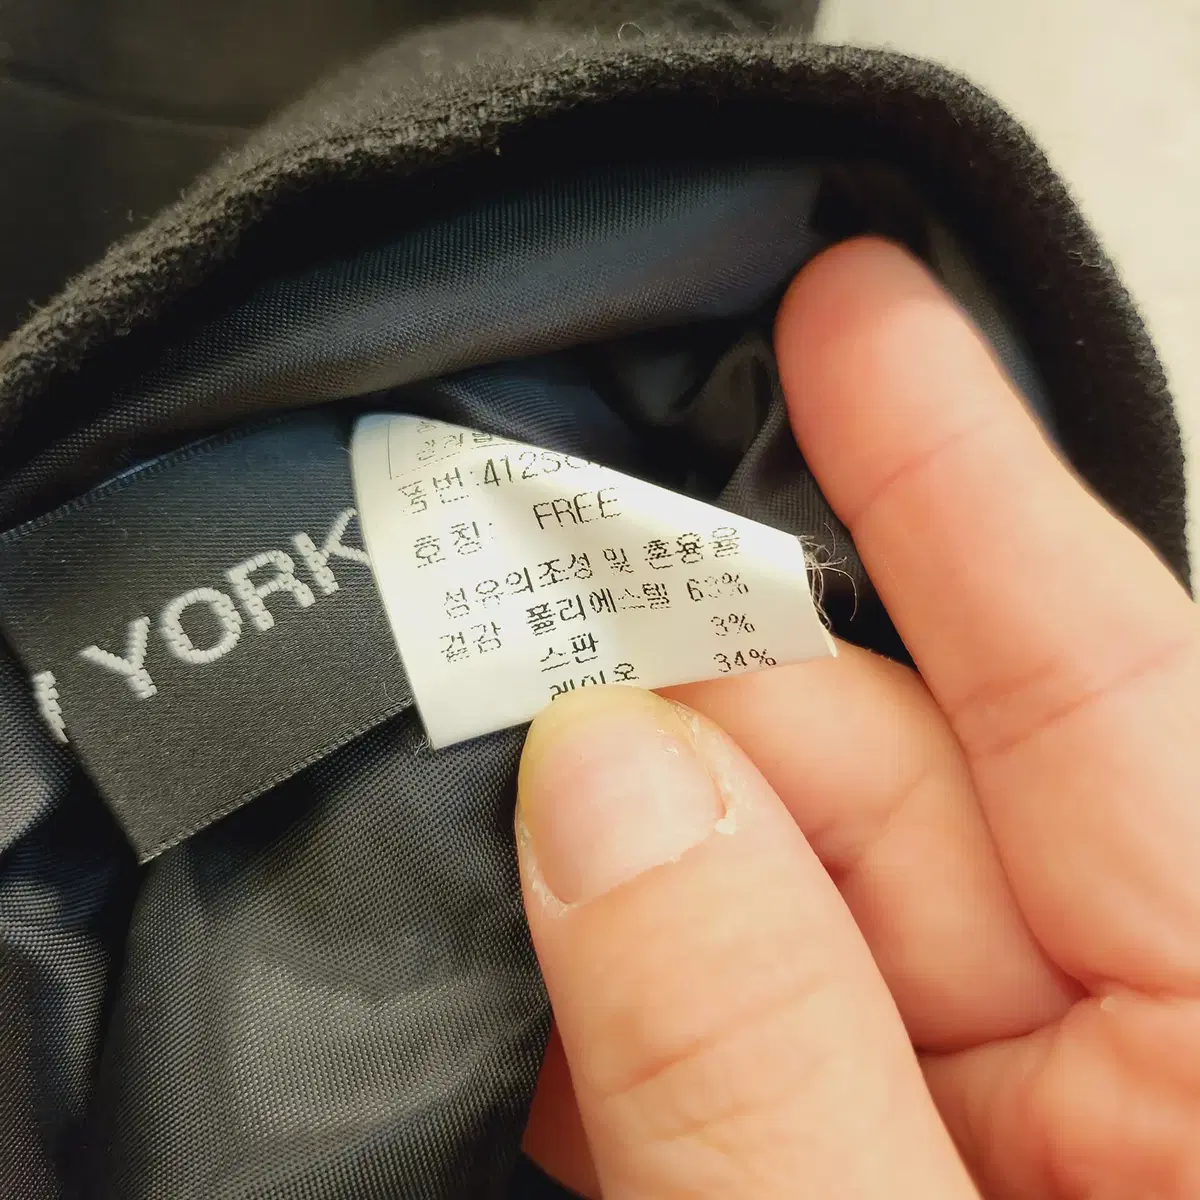 YORK
품번:412SC
호칭: FREE
섬유의조성 및 혼용율
겉감 폴리에스텔 63%
스판 3%
레이온 34%